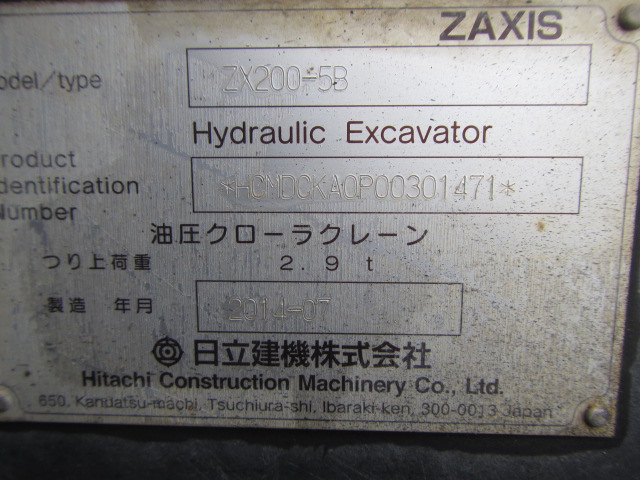 ZAXIS
odel/type ZX200-5B
Hydraulic Excavator
roduct
dentification
Number
*HCMDCKA0P00301471*
油圧クローラクレーン
つり上荷重 2.9t
製造 年月 2014-07
日立建機株式会社
Hitachi Construction Machinery Co., Ltd.
650, Kandatsu-machi, Tsuchiura-shi, Ibaraki-ken, 300-0013 Japan